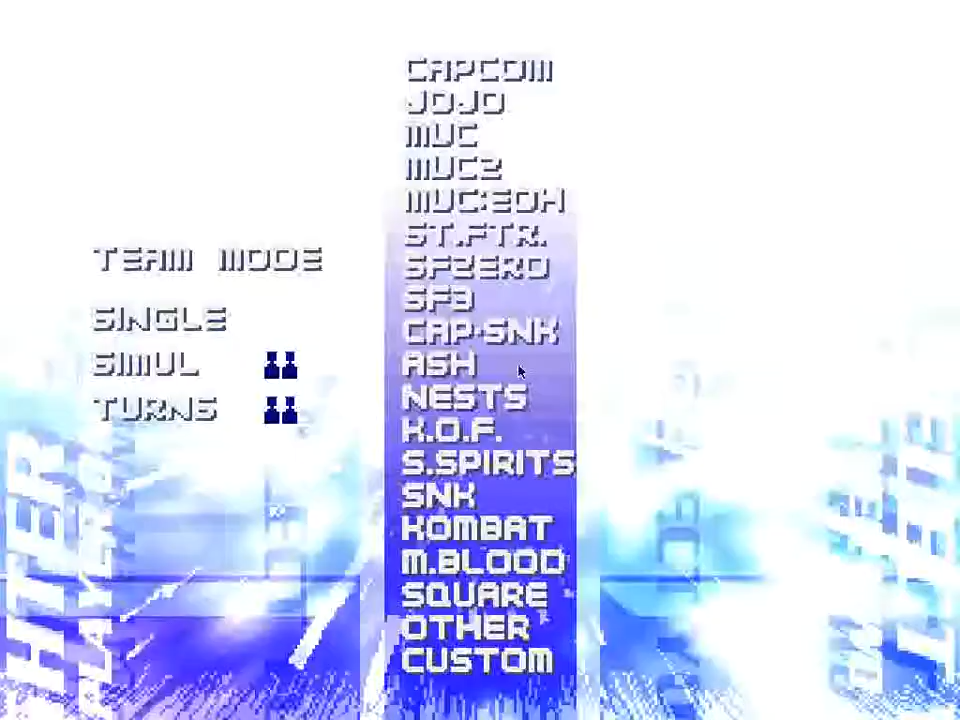 TEAM MODE
SINGLE
SIMUL
TURNS
CAPCOM
JOJO
MVC
MVC2
MVC:EOH
ST.FTR.
SFZERO
SF3
CAP·SNK
ASH
NESTS
K.O.F.
S.SPIRITS
SNK
KOMBAT
M.BLOOD
SQUARE
OTHER
CUSTOM